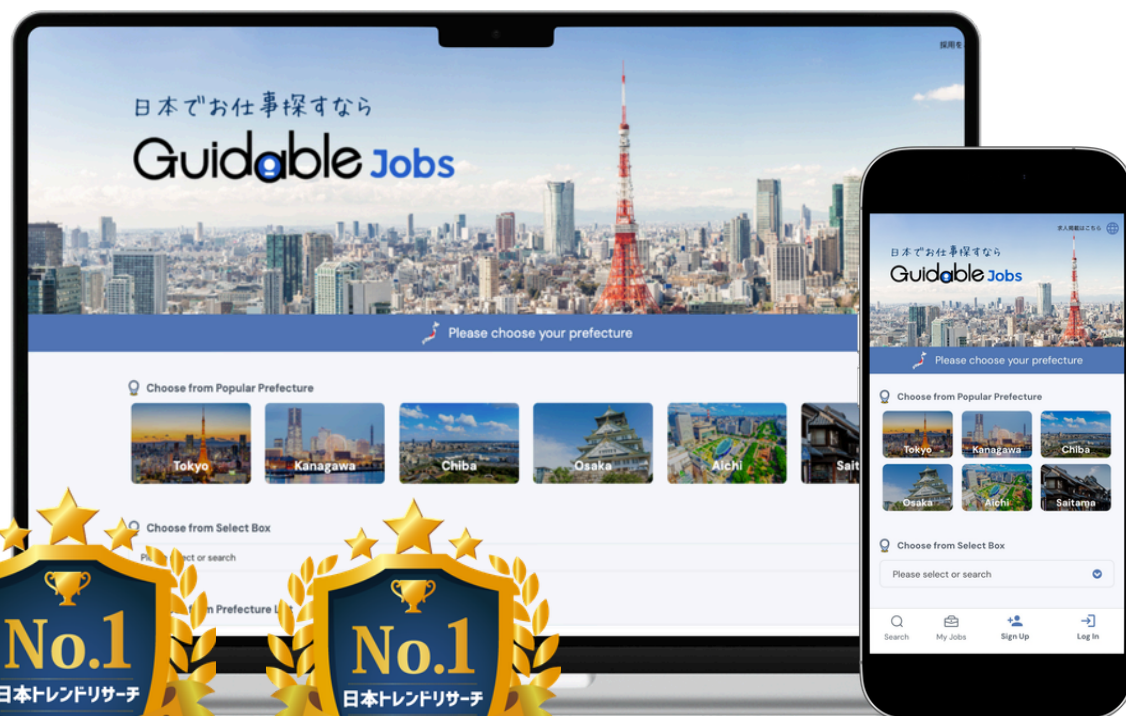 採用を
日本でお仕事探すなら
Guidable Jobs
Please choose your prefecture
Choose from Popular Prefecture
Tokyo
Kanagawa
Chiba
Osaka
Aichi
Sait
Choose from Select Box
ect or search
m Prefecture L
No.1
日本トレンドリサーチ
No.1
日本トレンドリサーチ
求人掲載はこちら
日本でお仕事探すなら
Guidable Jobs
Please choose your prefecture
Choose from Popular Prefecture
Tokyo
Kanagawa
Chiba
Osaka
Aichi
Saitama
Choose from Select Box
Please select or search
Search
My Jobs
Sign Up
Log In